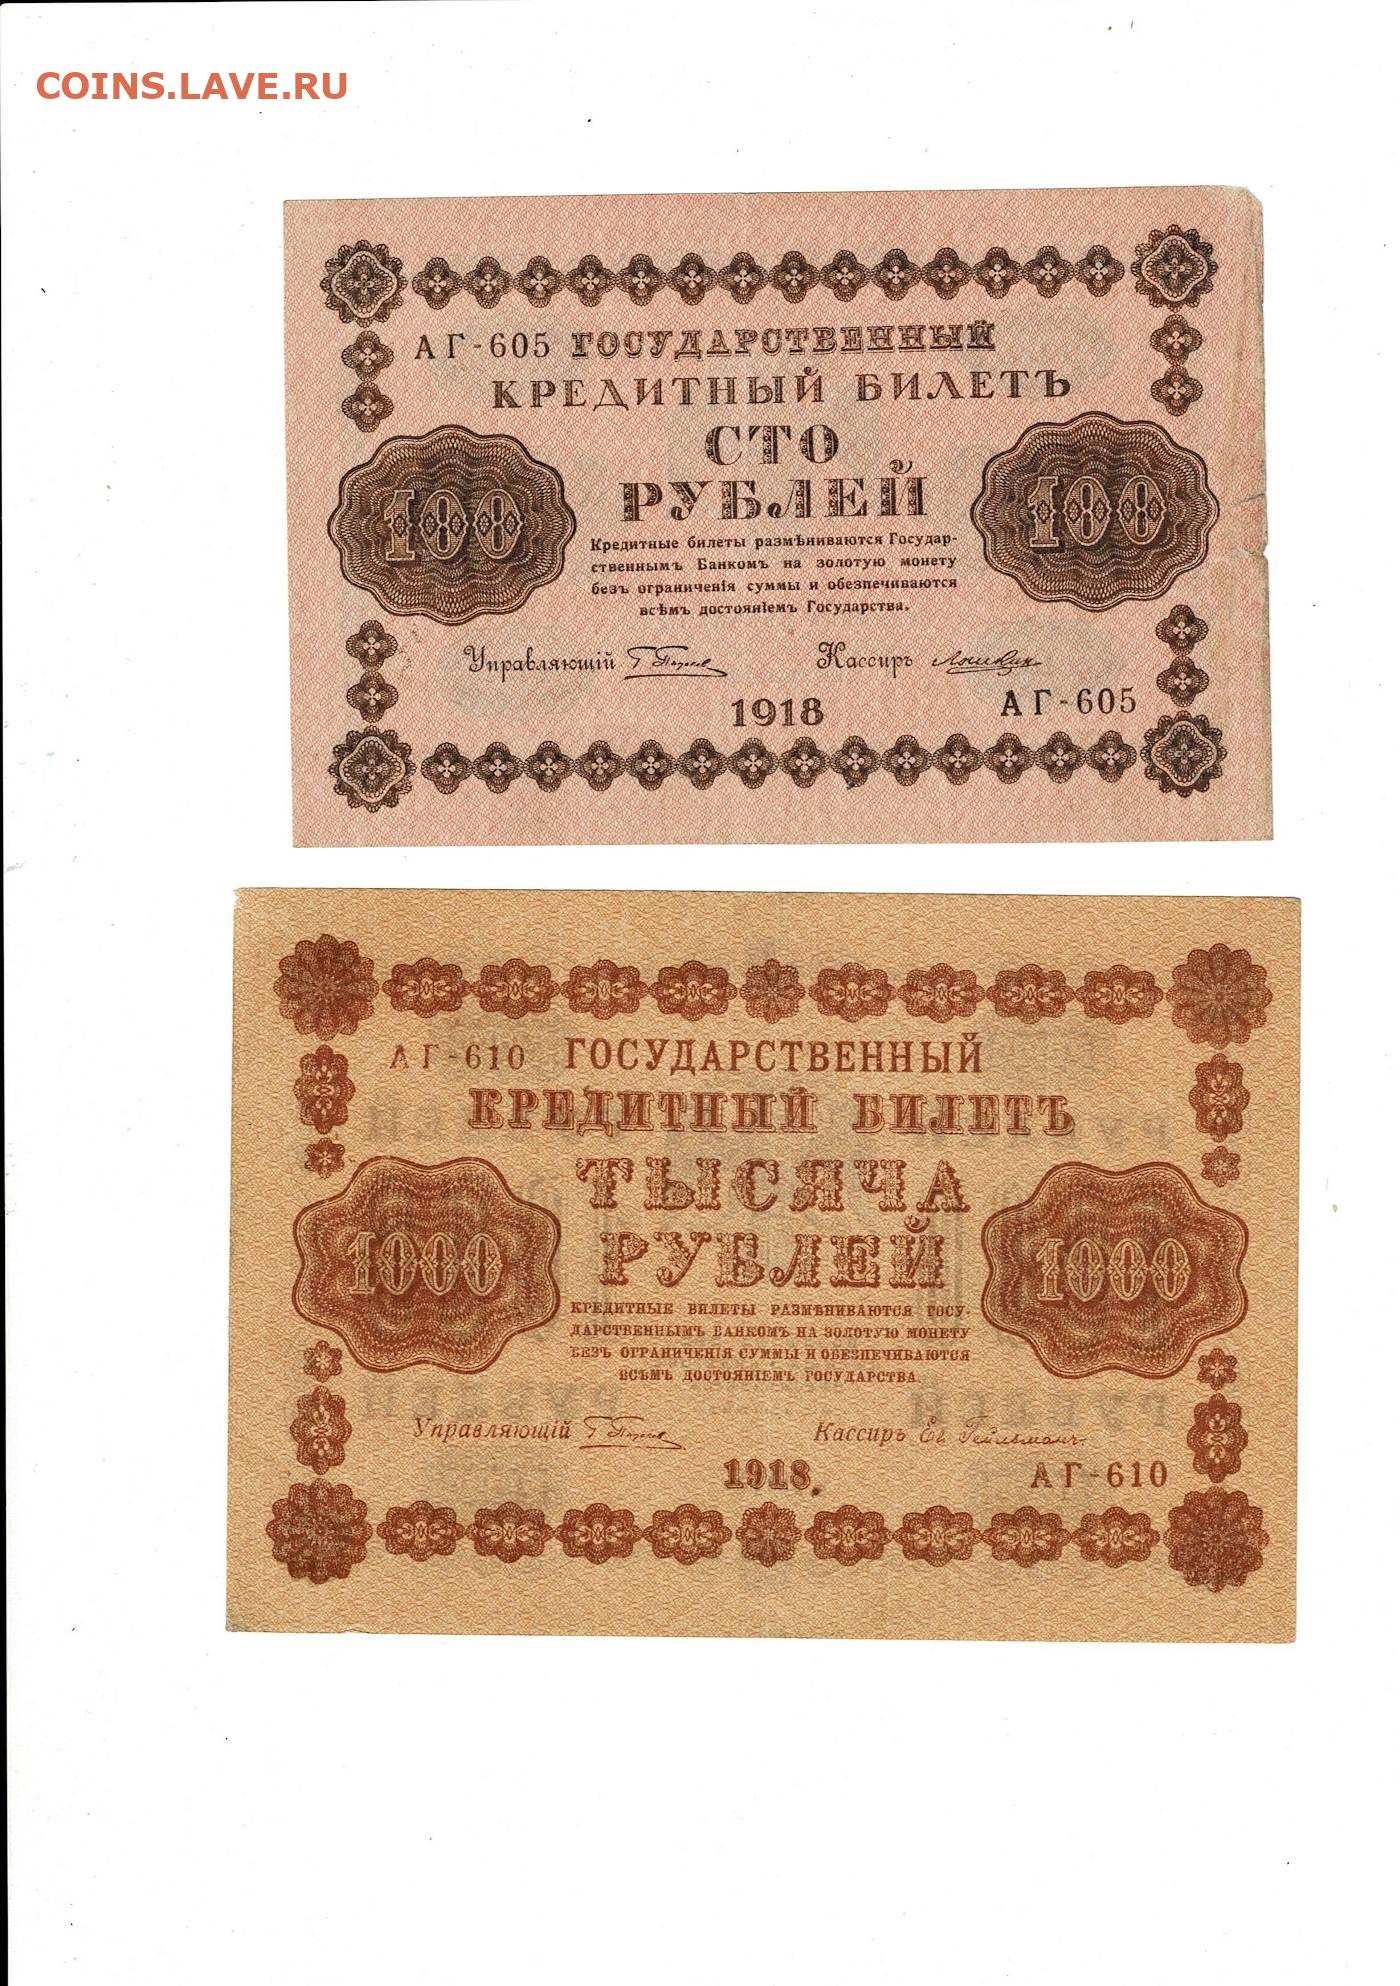 COINS.LAVE.RU
АГ-605 ГОСУДАРСТВЕННЫЙ
КРЕДИТНЫЙ БИЛЕТЪ
СТО
РУБЛЕЙ
100 100
Кредитные билеты размѣниваются Государ-
ственнымъ Банкомъ на золотую монету
безъ ограниченія суммы и обезпечиваются
всѣмъ достояніемъ Государства.
Управляющій Кассиръ
1918 АГ-605
АГ-610 ГОСУДАРСТВЕННЫЙ
КРЕДИТНЫЙ БИЛЕТЪ
ТЫСЯЧА
РУБЛЕЙ
1000 1000
КРЕДИТНЫЕ БИЛЕТЫ РАЗМѢНИВАЮТСЯ ГОСУ-
ДАРСТВЕННЫМЪ БАНКОМЪ НА ЗОЛОТУЮ МОНЕТУ
БЕЗЪ ОГРАНИЧЕНІЯ СУММЫ И ОБЕЗПЕЧИВАЮТСЯ
ВСѢМЪ ДОСТОЯНІЕМЪ ГОСУДАРСТВА
Управляющій Кассиръ Ев. Гейльманъ
1918. АГ-610